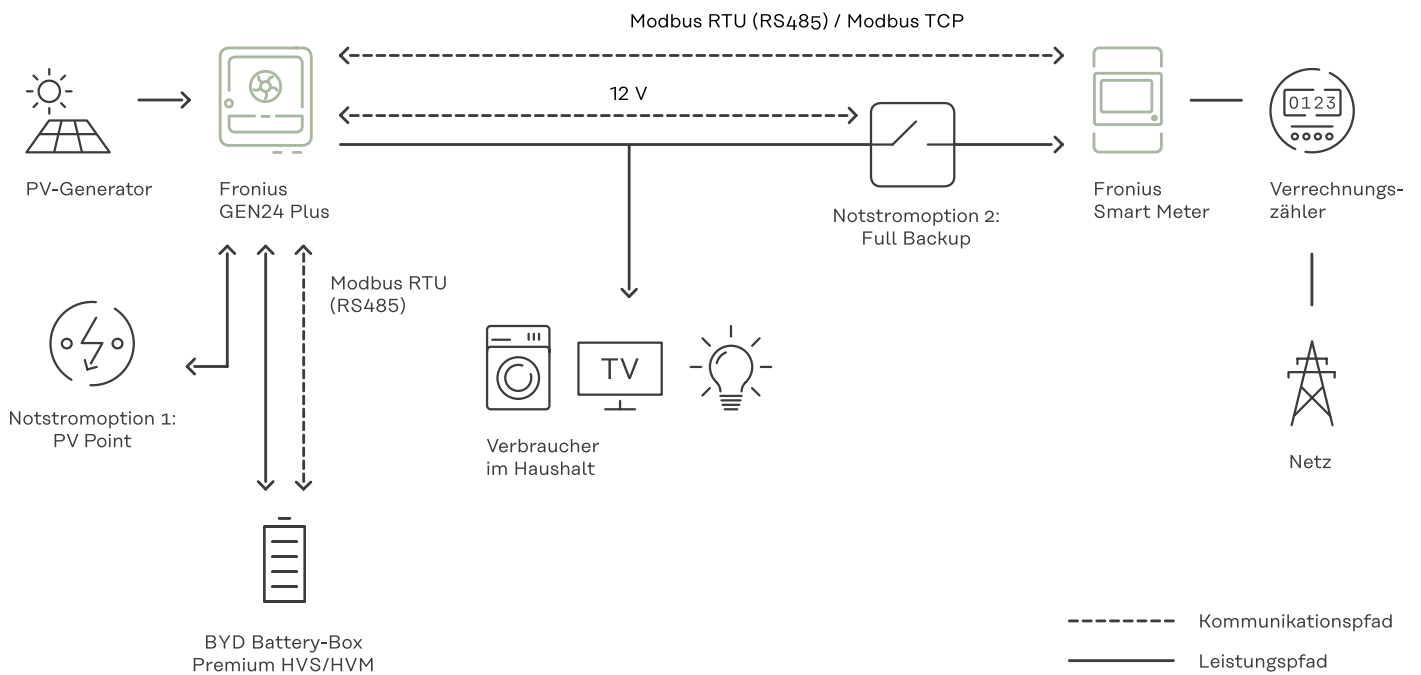 Modbus RTU (RS485) / Modbus TCP
12 V
0123
PV-Generator
Fronius
GEN24 Plus
Notstromoption 2:
Full Backup
Fronius
Smart Meter
Verrechnungs-
zähler
Modbus RTU
(RS485)
TV
Notstromoption 1:
PV Point
Verbraucher
im Haushalt
Netz
BYD Battery-Box
Premium HVS/HVM
Kommunikationspfad
Leistungspfad